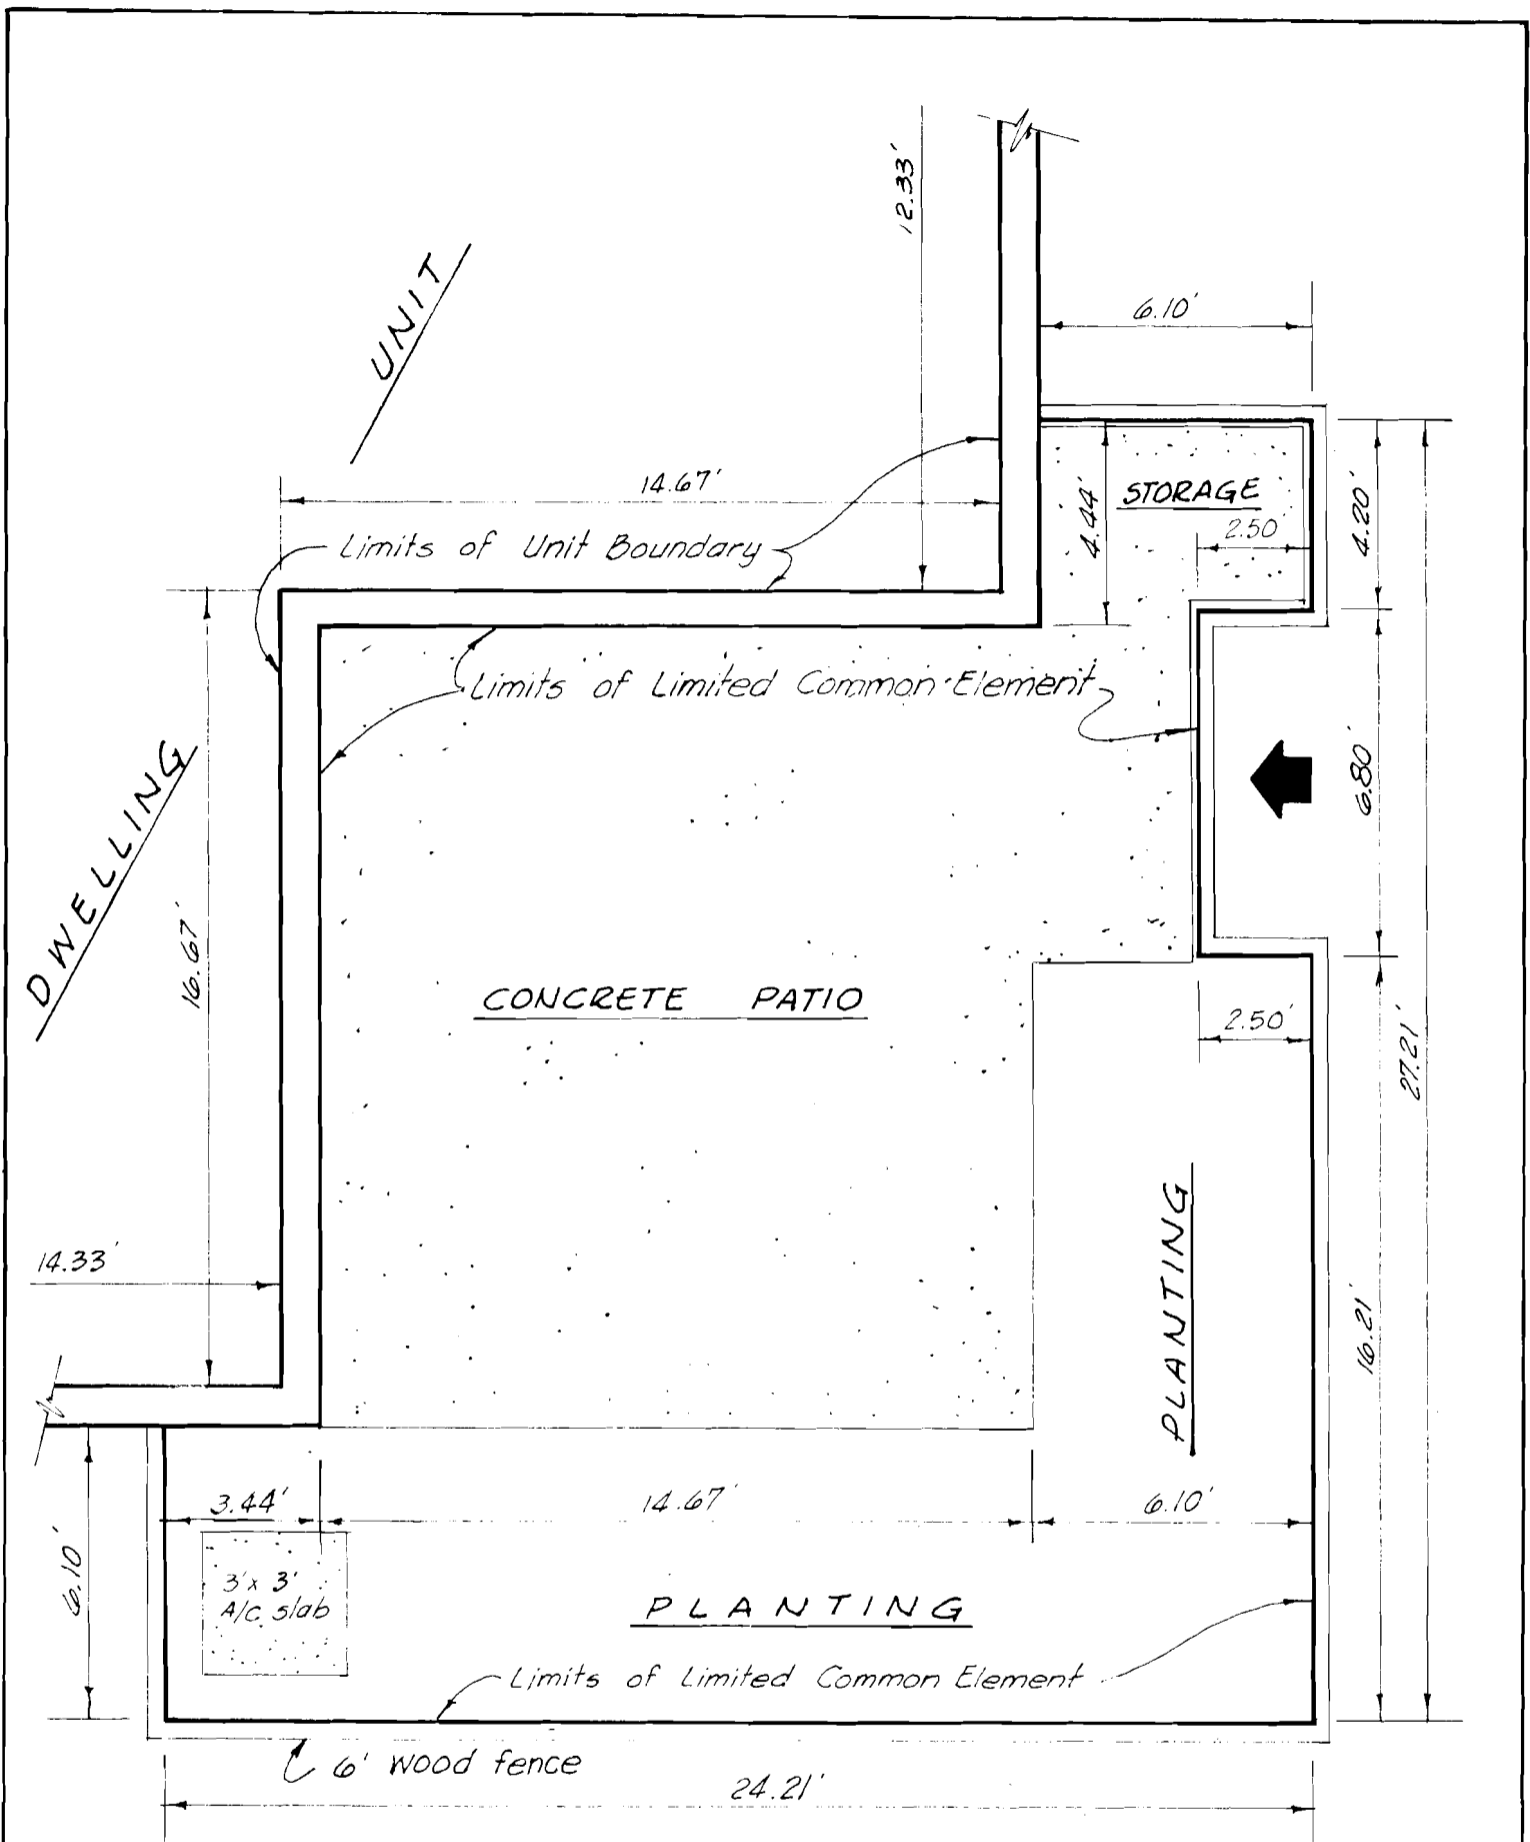 12.33'
UNIT
6.10'
14.67'
STORAGE
4.44'
2.50
4.20'
Limits of Unit Boundary
Limits of Limited Common Element
DWELLING
6.80'
16.67'
CONCRETE PATIO
2.50'
27.21'
14.33'
PLANTING
16.21'
3.44'
14.67'
6.10'
6.10'
3'x 3'
A/C slab
PLANTING
Limits of Limited Common Element
6' wood fence
24.21'